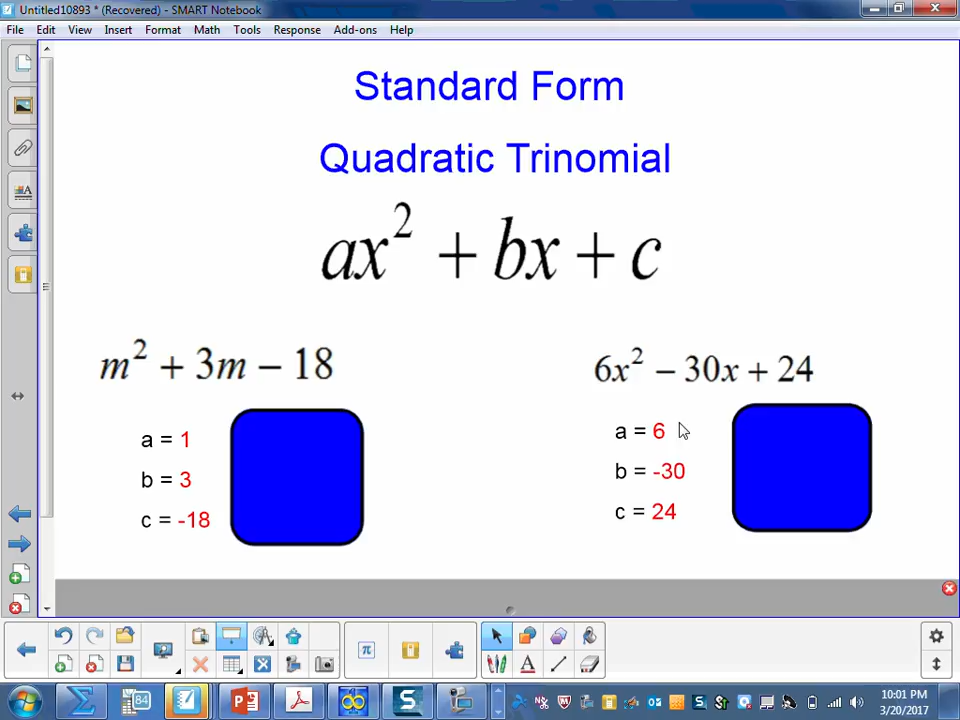 Untitled10893 * (Recovered) - SMART Notebook
File Edit View Insert Format Math Tools Response Add-ons Help
Standard Form
Quadratic Trinomial
ax² + bx + c
m² + 3m − 18
a = 1
b = 3
c = -18
6x² − 30x + 24
a = 6
b = -30
c = 24
π
A
84
10:01 PM
3/20/2017